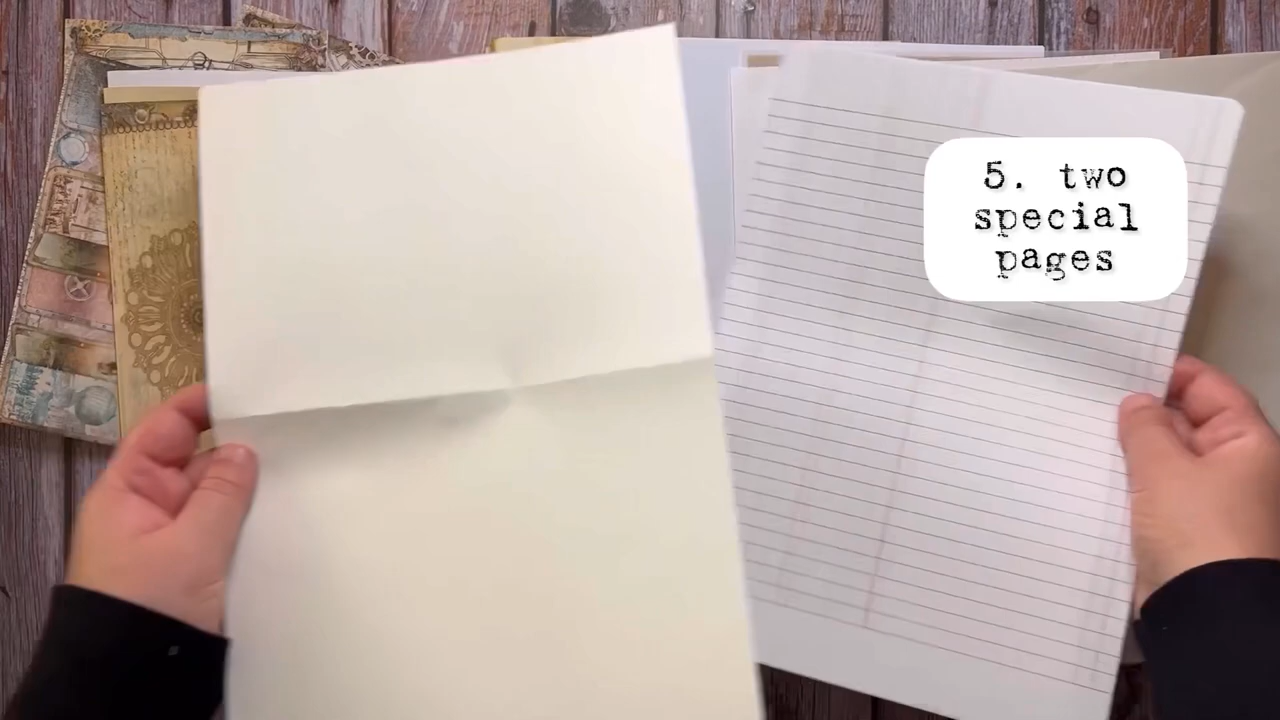 5. two
special
pages